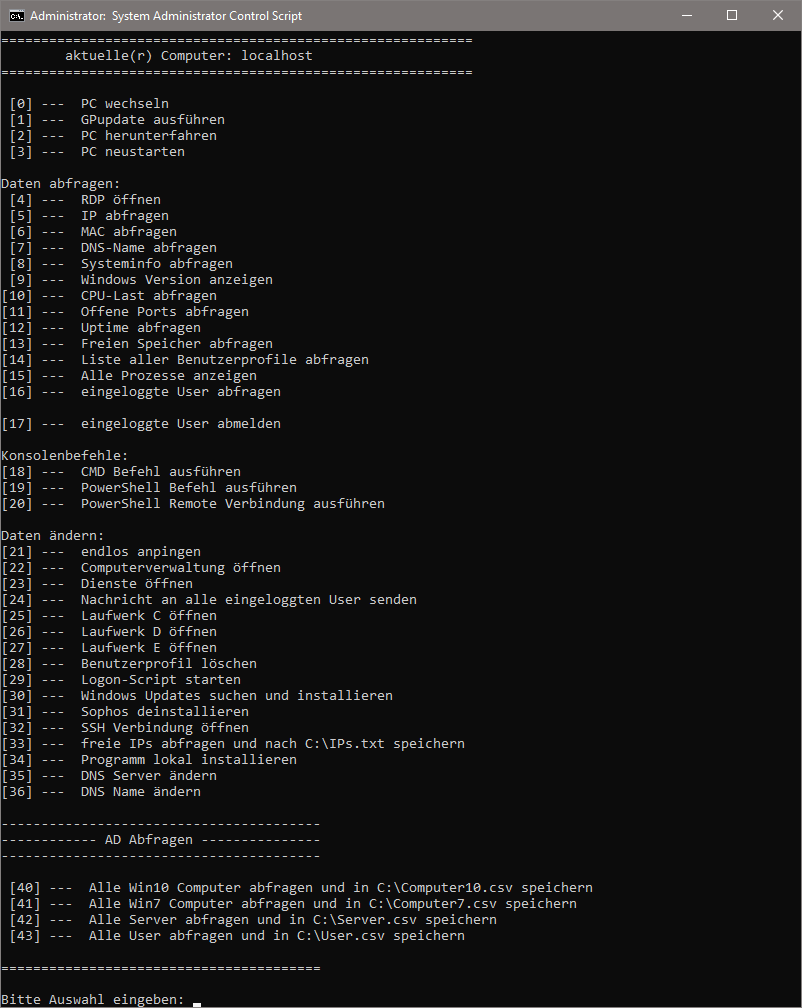 Administrator: System Administrator Control Script
===========================================================
aktuelle(r) Computer: localhost
===========================================================
[0] --- PC wechseln
[1] --- GPupdate ausführen
[2] --- PC herunterfahren
[3] --- PC neustarten
Daten abfragen:
[4] --- RDP öffnen
[5] --- IP abfragen
[6] --- MAC abfragen
[7] --- DNS-Name abfragen
[8] --- Systeminfo abfragen
[9] --- Windows Version anzeigen
[10] --- CPU-Last abfragen
[11] --- Offene Ports abfragen
[12] --- Uptime abfragen
[13] --- Freien Speicher abfragen
[14] --- Liste aller Benutzerprofile abfragen
[15] --- Alle Prozesse anzeigen
[16] --- eingeloggte User abfragen
[17] --- eingeloggte User abmelden
Konsolenbefehle:
[18] --- CMD Befehl ausführen
[19] --- PowerShell Befehl ausführen
[20] --- PowerShell Remote Verbindung ausführen
Daten ändern:
[21] --- endlos anpingen
[22] --- Computerverwaltung öffnen
[23] --- Dienste öffnen
[24] --- Nachricht an alle eingeloggten User senden
[25] --- Laufwerk C öffnen
[26] --- Laufwerk D öffnen
[27] --- Laufwerk E öffnen
[28] --- Benutzerprofil löschen
[29] --- Logon-Script starten
[30] --- Windows Updates suchen und installieren
[31] --- Sophos deinstallieren
[32] --- SSH Verbindung öffnen
[33] --- freie IPs abfragen und nach C:\IPs.txt speichern
[34] --- Programm lokal installieren
[35] --- DNS Server ändern
[36] --- DNS Name ändern
----------------------------------------
------------ AD Abfragen ---------------
----------------------------------------
[40] --- Alle Win10 Computer abfragen und in C:\Computer10.csv speichern
[41] --- Alle Win7 Computer abfragen und in C:\Computer7.csv speichern
[42] --- Alle Server abfragen und in C:\Server.csv speichern
[43] --- Alle User abfragen und in C:\User.csv speichern
========================================
Bitte Auswahl eingeben: _